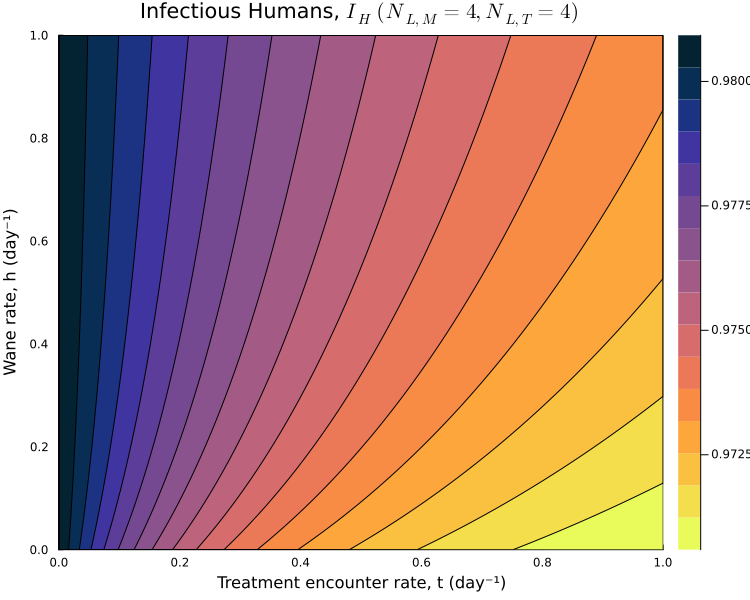 Infectious Humans, I_H (N_{L,M} = 4, N_{L,T} = 4)
1.0
0.8
0.6
0.4
0.2
0.0
Wane rate, h (day⁻¹)
0.0 0.2 0.4 0.6 0.8 1.0
Treatment encounter rate, t (day⁻¹)
0.9800
0.9775
0.9750
0.9725